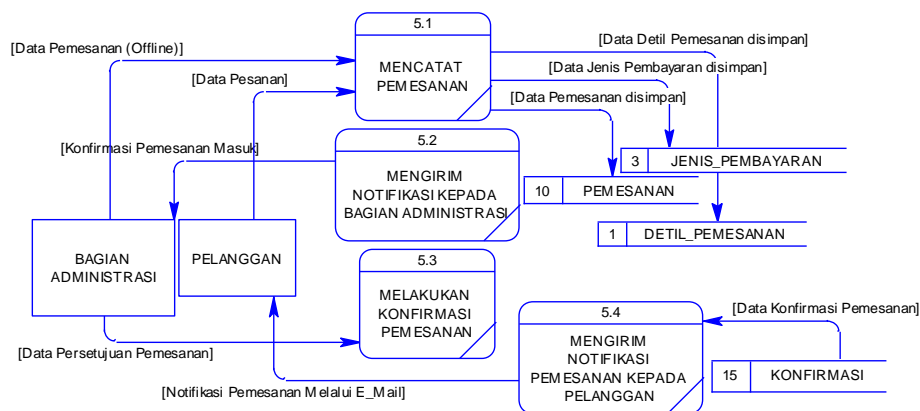 5.1
MENCATAT
PEMESANAN
[Data Pemesanan (Offline)]
[Data Pesanan]
[Data Detil Pemesanan disimpan]
[Data Jenis Pembayaran disimpan]
[Data Pemesanan disimpan]
[Konfirmasi Pemesanan Masuk]
5.2
MENGIRIM
NOTIFIKASI KEPADA
BAGIAN ADMINISTRASI
3 JENIS_PEMBAYARAN
10 PEMESANAN
1 DETIL_PEMESANAN
BAGIAN
ADMINISTRASI
PELANGGAN
5.3
MELAKUKAN
KONFIRMASI
PEMESANAN
[Data Persetujuan Pemesanan]
5.4
MENGIRIM
NOTIFIKASI
PEMESANAN KEPADA
PELANGGAN
[Data Konfirmasi Pemesanan]
15 KONFIRMASI
[Notifikasi Pemesanan Melalui E_Mail]